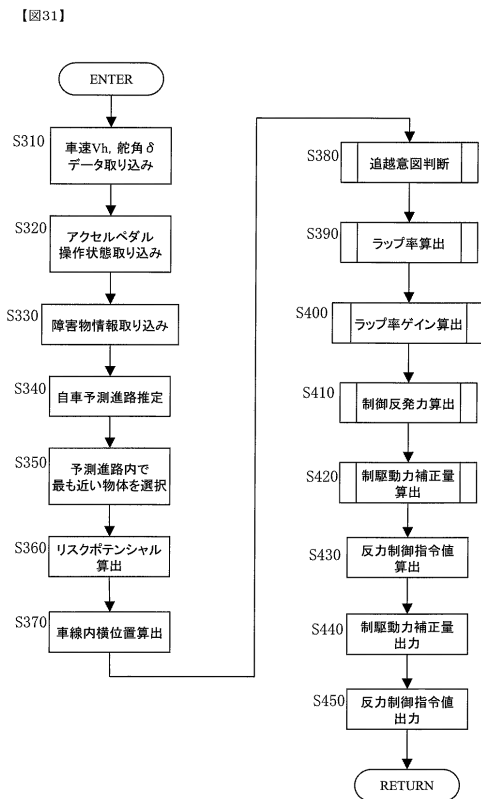 【図31】
ENTER
S310
車速Vh, 舵角δ
データ取り込み
S320
アクセルペダル
操作状態取り込み
S330
障害物情報取り込み
S340
自車予測進路推定
S350
予測進路内で
最も近い物体を選択
S360
リスクポテンシャル
算出
S370
車線内横位置算出
S380
追越意図判断
S390
ラップ率算出
S400
ラップ率ゲイン算出
S410
制御反発力算出
S420
制駆動力補正量
算出
S430
反力制御指令値
算出
S440
制駆動力補正量
出力
S450
反力制御指令値
出力
RETURN